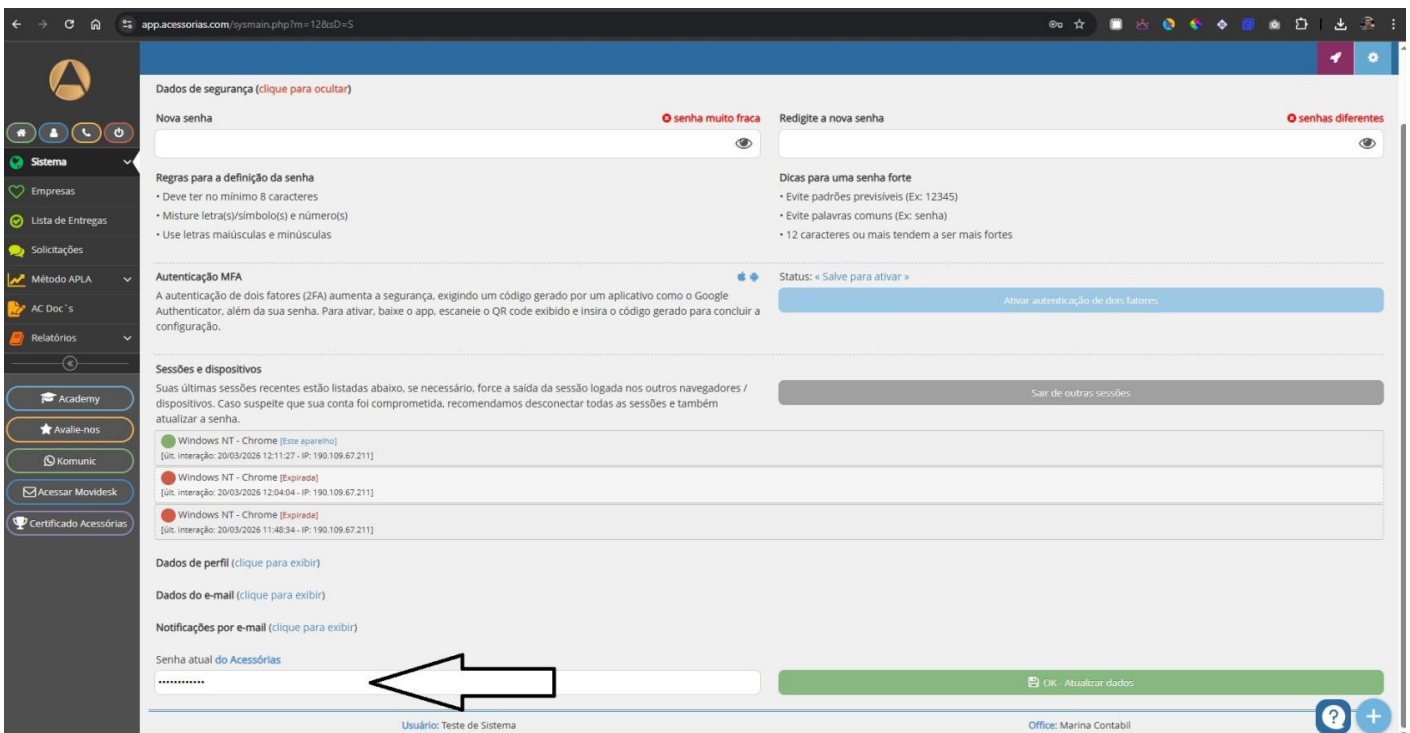 app.acessorias.com/sysmain.php?m=12&sD=S
Dados de segurança (clique para ocultar)
Nova senha
senha muito fraca
Redigite a nova senha
senhas diferentes
Regras para a definição da senha
• Deve ter no mínimo 8 caracteres
• Misture letra(s)/símbolo(s) e número(s)
• Use letras maiúsculas e minúsculas
Dicas para uma senha forte
• Evite padrões previsíveis (Ex: 12345)
• Evite palavras comuns (Ex: senha)
• 12 caracteres ou mais tendem a ser mais fortes
Autenticação MFA
A autenticação de dois fatores (2FA) aumenta a segurança, exigindo um código gerado por um aplicativo como o Google
Authenticator, além da sua senha. Para ativar, baixe o app, escaneie o QR code exibido e insira o código gerado para concluir a
configuração.
Status: « Salve para ativar »
Ativar autenticação de dois fatores
Sessões e dispositivos
Suas últimas sessões recentes estão listadas abaixo, se necessário, force a saída da sessão logada nos outros navegadores /
dispositivos. Caso suspeite que sua conta foi comprometida, recomendamos desconectar todas as sessões e também
atualizar a senha.
Sair de outras sessões
Windows NT - Chrome [Este aparelho]
[últ. interação: 20/03/2026 12:11:27 - IP: 190.109.67.211]
Windows NT - Chrome [Expirada]
[últ. interação: 20/03/2026 12:04:04 - IP: 190.109.67.211]
Windows NT - Chrome [Expirada]
[últ. interação: 20/03/2026 11:48:34 - IP: 190.109.67.211]
Dados de perfil (clique para exibir)
Dados do e-mail (clique para exibir)
Notificações por e-mail (clique para exibir)
Senha atual do Acessórias
••••••••••••
OK - Atualizar dados
Usuário: Teste de Sistema
Office: Marina Contabil
Sistema
Empresas
Lista de Entregas
Solicitações
Método APLA
AC Doc`s
Relatórios
Academy
Avalie-nos
Komunic
Acessar Movidesk
Certificado Acessórias